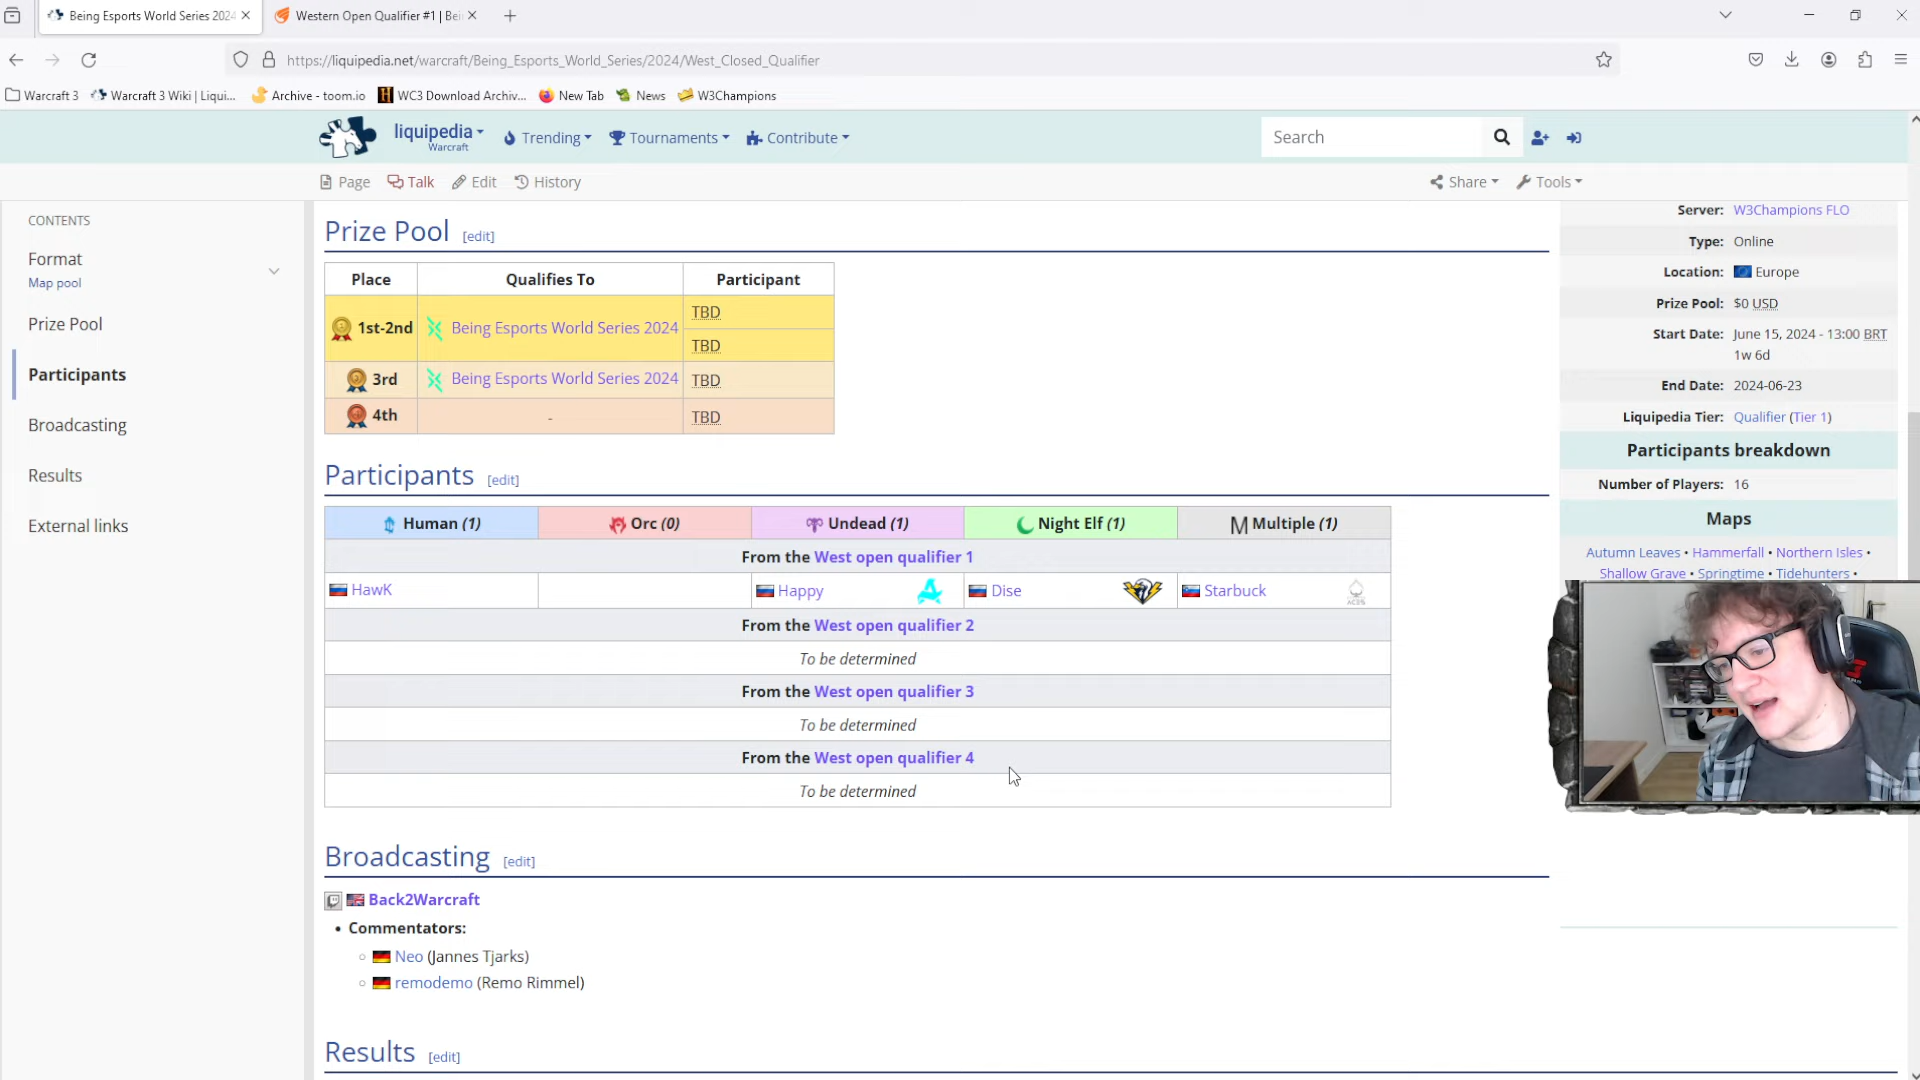 Being Esports World Series 2024
Western Open Qualifier #1 | Bei
https://liquipedia.net/warcraft/Being_Esports_World_Series/2024/West_Closed_Qualifier
Warcraft 3
Warcraft 3 Wiki | Liqui...
Archive - toom.io
WC3 Download Archiv...
New Tab
News
W3Champions
liquipedia
Warcraft
Trending
Tournaments
Contribute
Search
Page
Talk
Edit
History
Share
Tools
CONTENTS
Format
Map pool
Prize Pool
Participants
Broadcasting
Results
External links
Prize Pool [edit]
Place Qualifies To Participant
1st-2nd Being Esports World Series 2024 TBD
TBD
3rd Being Esports World Series 2024 TBD
4th - TBD
Participants [edit]
Human (1) Orc (0) Undead (1) Night Elf (1) Multiple (1)
From the West open qualifier 1
HawK Happy Dise Starbuck
From the West open qualifier 2
To be determined
From the West open qualifier 3
To be determined
From the West open qualifier 4
To be determined
Broadcasting [edit]
Back2Warcraft
• Commentators:
Neo (Jannes Tjarks)
remodemo (Remo Rimmel)
Results [edit]
Server: W3Champions FLO
Type: Online
Location: Europe
Prize Pool: $0 USD
Start Date: June 15, 2024 - 13:00 BRT
1w 6d
End Date: 2024-06-23
Liquipedia Tier: Qualifier (Tier 1)
Participants breakdown
Number of Players: 16
Maps
Autumn Leaves • Hammerfall • Northern Isles •
Shallow Grave • Springtime • Tidehunters •